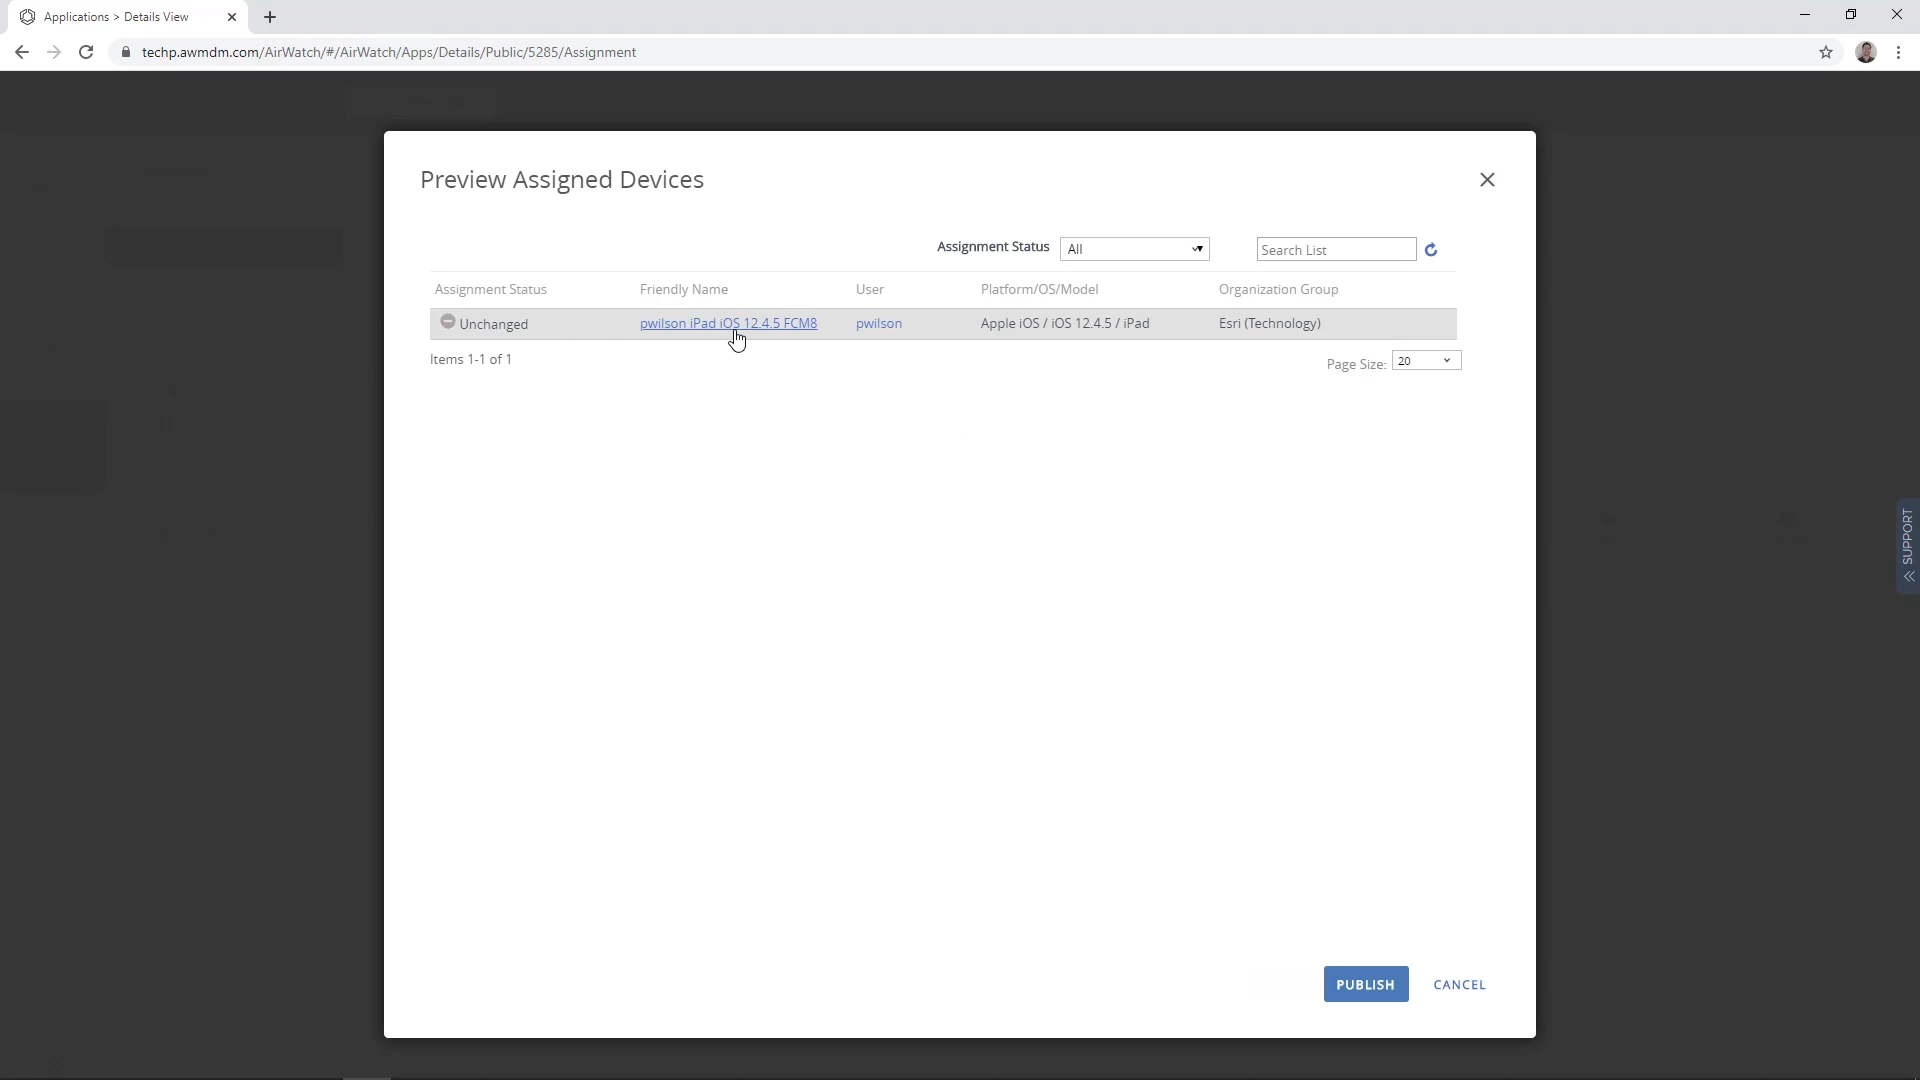 Applications > Details View
techp.awmdm.com/AirWatch/#/AirWatch/Apps/Details/Public/5285/Assignment
Preview Assigned Devices
Assignment Status All Search List
Assignment Status Friendly Name User Platform/OS/Model Organization Group
Unchanged pwilson iPad iOS 12.4.5 FCM8 pwilson Apple iOS / iOS 12.4.5 / iPad Esri (Technology)
Items 1-1 of 1 Page Size: 20
SUPPORT
PUBLISH CANCEL